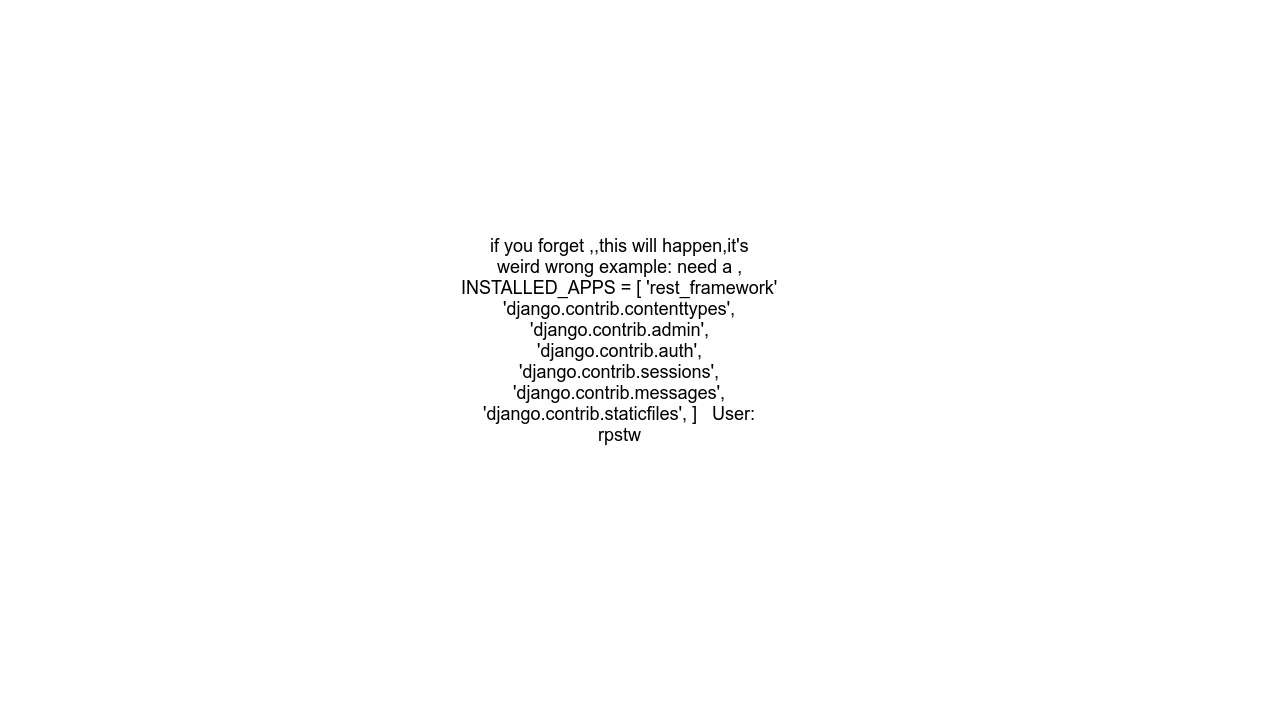 if you forget ,,this will happen,it's
weird wrong example: need a ,
INSTALLED_APPS = [ 'rest_framework'
'django.contrib.contenttypes',
'django.contrib.admin',
'django.contrib.auth',
'django.contrib.sessions',
'django.contrib.messages',
'django.contrib.staticfiles', ]   User:
rpstw